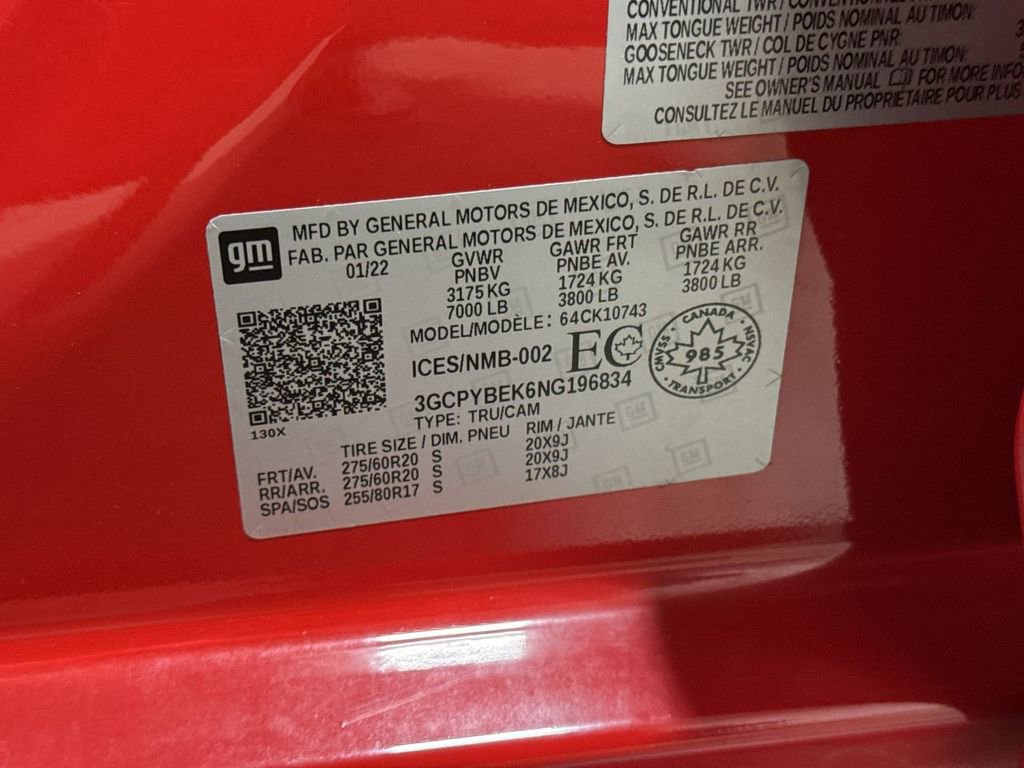 CONVENTIONAL TWR / CONVENTIONNEL
MAX TONGUE WEIGHT / POIDS NOMINAL AU TIMON:
GOOSENECK TWR / COL DE CYGNE PNR:
MAX TONGUE WEIGHT / POIDS NOMINAL AU TIMON:
SEE OWNER'S MANUAL FOR MORE INFO
CONSULTEZ LE MANUEL DU PROPRIÉTAIRE POUR PLUS
gm
MFD BY GENERAL MOTORS DE MEXICO, S. DE R.L. DE C.V.
FAB. PAR GENERAL MOTORS DE MEXICO, S. DE R.L. DE C.V.
01/22 GVWR GAWR FRT GAWR RR
PNBV PNBE AV. PNBE ARR.
3175 KG 1724 KG 1724 KG
7000 LB 3800 LB 3800 LB
MODEL/MODÈLE: 64CK10743
ICES/NMB-002 EC
CANADA
CMVSS 985 NSVAC
TRANSPORT
3GCPYBEK6NG196834
TYPE: TRU/CAM
130X
TIRE SIZE / DIM. PNEU RIM / JANTE
FRT/AV. 275/60R20 S 20X9J
RR/ARR. 275/60R20 S 20X9J
SPA/SOS 255/80R17 S 17X8J